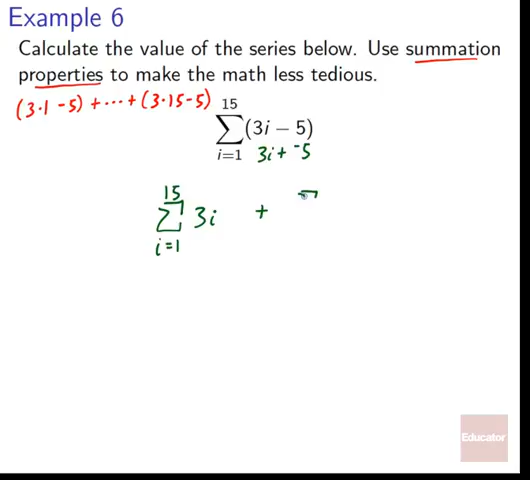 Example 6
Calculate the value of the series below. Use summation
properties to make the math less tedious.
(3·1-5)+···+(3·15-5)
15
∑(3i − 5)
i=1
3i+⁻5
15
∑ 3i +
i=1
Educator